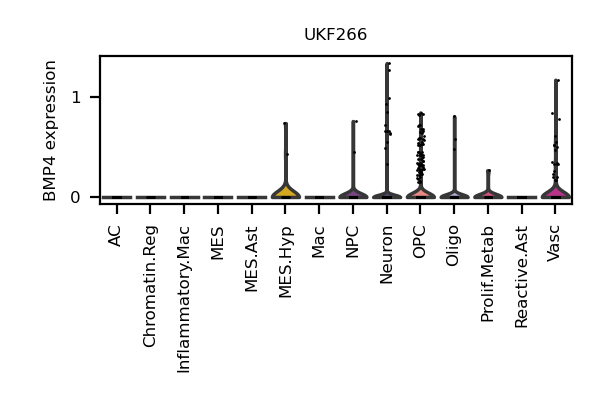 UKF266
BMP4 expression
1
0
AC
Chromatin.Reg
Inflammatory.Mac
MES
MES.Ast
MES.Hyp
Mac
NPC
Neuron
OPC
Oligo
Prolif.Metab
Reactive.Ast
Vasc